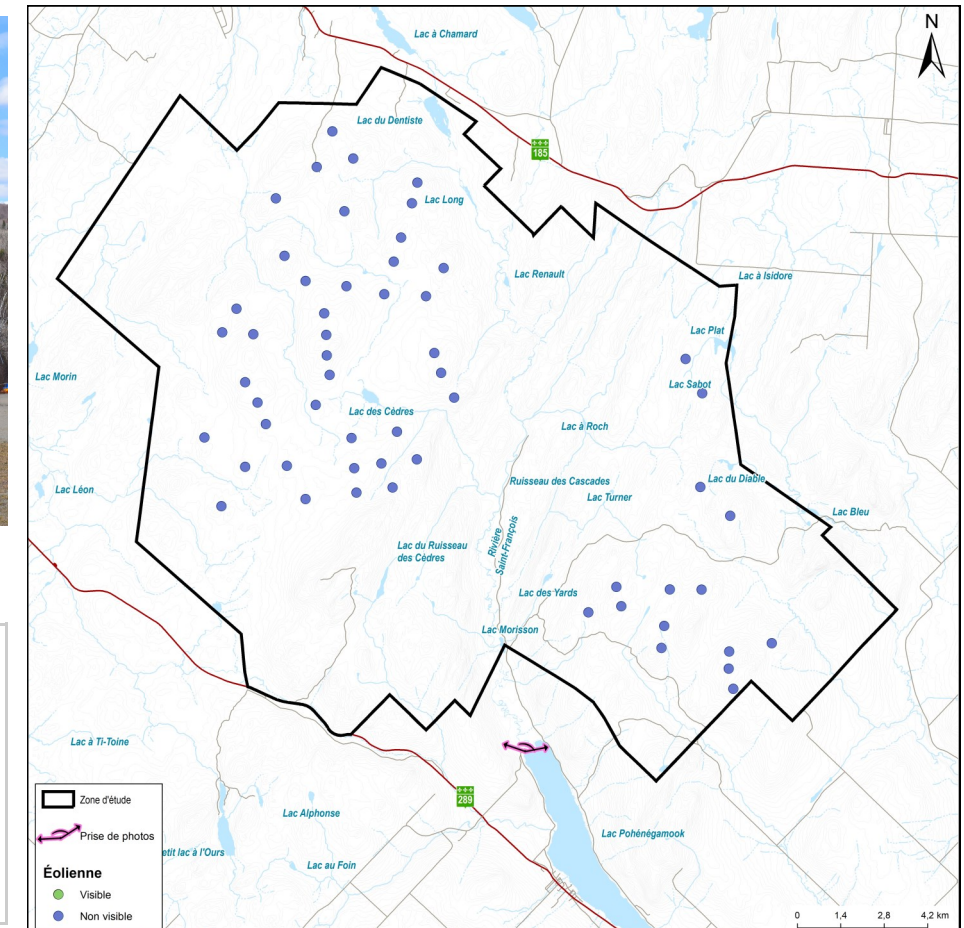 Lac à Chamard
N
Lac du Dentiste
185
Lac Long
Lac Renault
Lac à Isidore
Lac Plat
Lac Morin
Lac Sabot
Lac des Cèdres
Lac à Roch
Lac Léon
Ruisseau des Cascades
Lac du Diable
Lac Turner
Lac Bleu
Rivière
Saint-François
Lac du Ruisseau
des Cèdres
Lac des Yards
Lac Morisson
Lac à Ti-Toine
289
Lac Alphonse
Lac Pohénégamook
etit lac à l'Ours
Lac au Foin
Zone d'étude
Prise de photos
Éolienne
Visible
Non visible
0 1,4 2,8 4,2 km